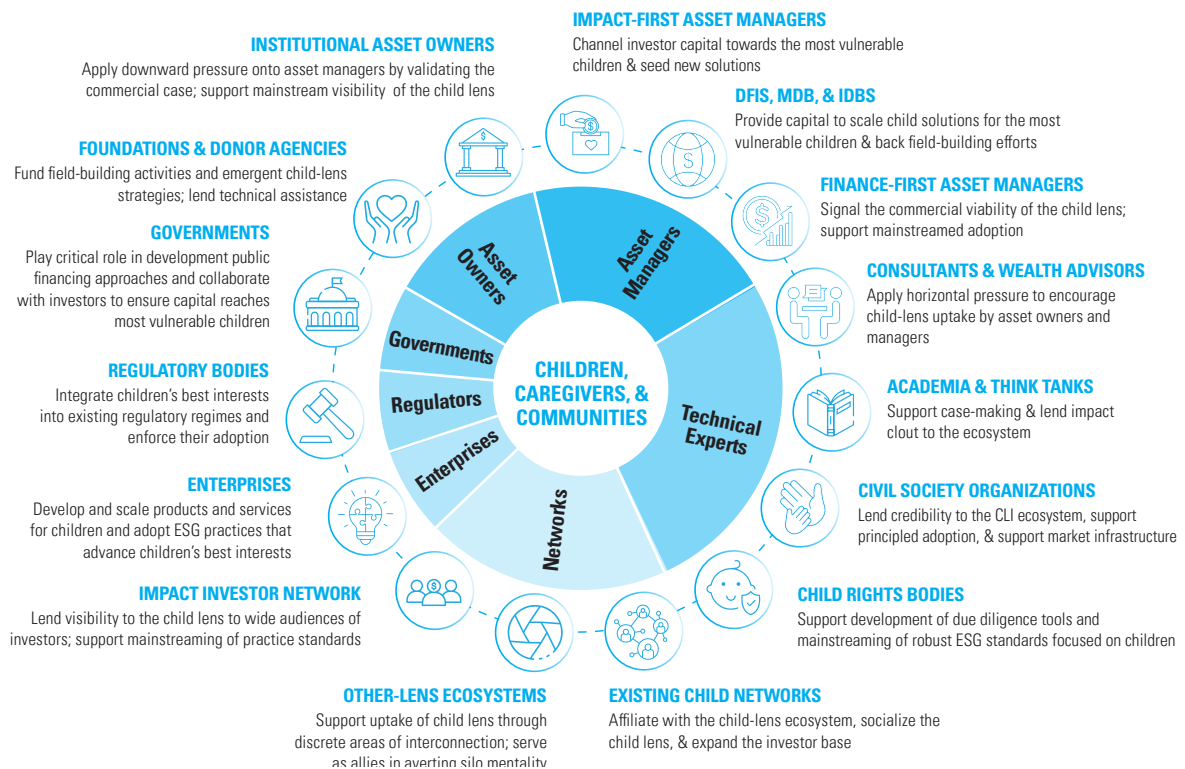 IMPACT-FIRST ASSET MANAGERS
Channel investor capital towards the most vulnerable
children & seed new solutions
INSTITUTIONAL ASSET OWNERS
Apply downward pressure onto asset managers by validating the
commercial case; support mainstream visibility of the child lens
DFIS, MDB, & IDBS
Provide capital to scale child solutions for the most
vulnerable children & back field-building efforts
FOUNDATIONS & DONOR AGENCIES
Fund field-building activities and emergent child-lens
strategies; lend technical assistance
FINANCE-FIRST ASSET MANAGERS
Signal the commercial viability of the child lens;
support mainstreamed adoption
GOVERNMENTS
Play critical role in development public
financing approaches and collaborate
with investors to ensure capital reaches
most vulnerable children
CONSULTANTS & WEALTH ADVISORS
Apply horizontal pressure to encourage
child-lens uptake by asset owners and
managers
REGULATORY BODIES
Integrate children's best interests
into existing regulatory regimes and
enforce their adoption
ACADEMIA & THINK TANKS
Support case-making & lend impact
clout to the ecosystem
ENTERPRISES
Develop and scale products and services
for children and adopt ESG practices that
advance children's best interests
CIVIL SOCIETY ORGANIZATIONS
Lend credibility to the CLI ecosystem, support
principled adoption, & support market infrastructure
IMPACT INVESTOR NETWORK
Lend visibility to the child lens to wide audiences of
investors; support mainstreaming of practice standards
CHILD RIGHTS BODIES
Support development of due diligence tools and
mainstreaming of robust ESG standards focused on children
OTHER-LENS ECOSYSTEMS
Support uptake of child lens through
discrete areas of interconnection; serve
as allies in averting silo mentality
EXISTING CHILD NETWORKS
Affiliate with the child-lens ecosystem, socialize the
child lens, & expand the investor base
Asset
Owners
Asset
Managers
Governments
Regulators
Enterprises
Networks
Technical
Experts
CHILDREN,
CAREGIVERS, &
COMMUNITIES